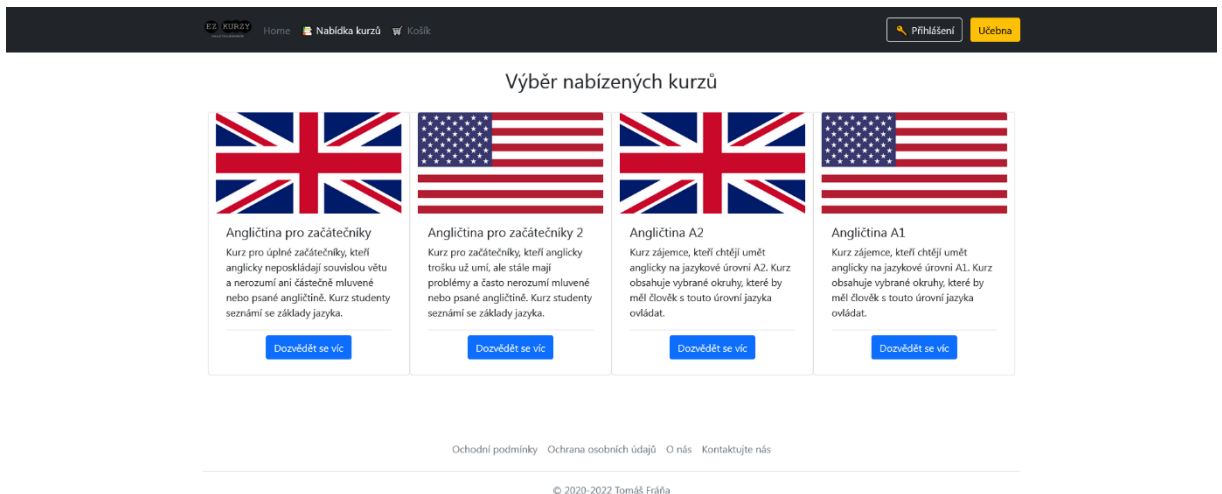 EZ KURZY
Home
Nabídka kurzů
Košík
Přihlášení
Učebna
Výběr nabízených kurzů
Angličtina pro začátečníky
Kurz pro úplné začátečníky, kteří
anglicky neposkládají souvislou větu
a nerozumí ani částečně mluvené
nebo psané angličtině. Kurz studenty
seznámí se základy jazyka.
Dozvědět se víc
Angličtina pro začátečníky 2
Kurz pro začátečníky, kteří anglicky
trošku už umí, ale stále mají
problémy a často nerozumí mluvené
nebo psané angličtině. Kurz studenty
seznámí se základy jazyka.
Dozvědět se víc
Angličtina A2
Kurz zájemce, kteří chtějí umět
anglicky na jazykové úrovni A2. Kurz
obsahuje vybrané okruhy, které by
měl člověk s touto úrovní jazyka
ovládat.
Dozvědět se víc
Angličtina A1
Kurz zájemce, kteří chtějí umět
anglicky na jazykové úrovni A1. Kurz
obsahuje vybrané okruhy, které by
měl člověk s touto úrovní jazyka
ovládat.
Dozvědět se víc
Ochodní podmínky Ochrana osobních údajů O nás Kontaktujte nás
© 2020-2022 Tomáš Fráňa